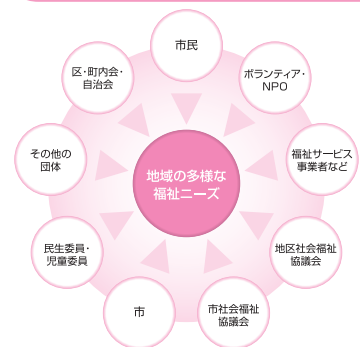 市民
ボランティア・
NPO
福祉サービス
事業者など
地区社会福祉
協議会
市社会福祉
協議会
市
民生委員・
児童委員
その他の
団体
区・町内会・
自治会
地域の多様な
福祉ニーズ